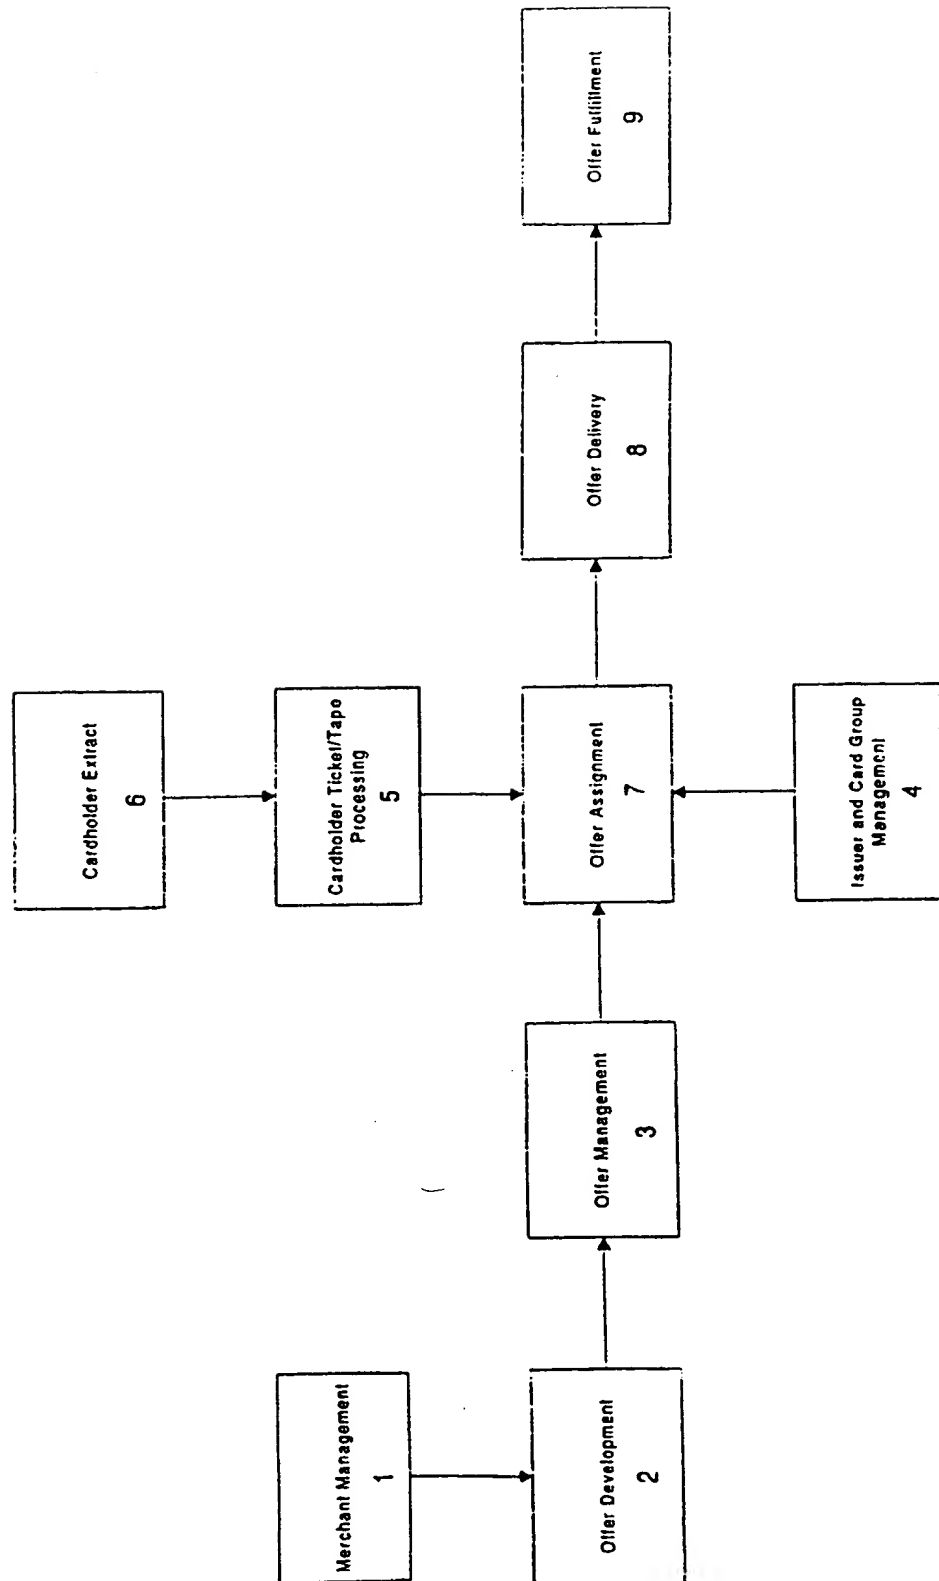 Cardholder Extract
6
Cardholder Ticket/Tape
Processing
5
Merchant Management
1
Offer Development
2
Offer Management
3
Offer Assignment
7
Offer Delivery
8
Offer Fulfillment
9
Issuer and Card Group
Management
4